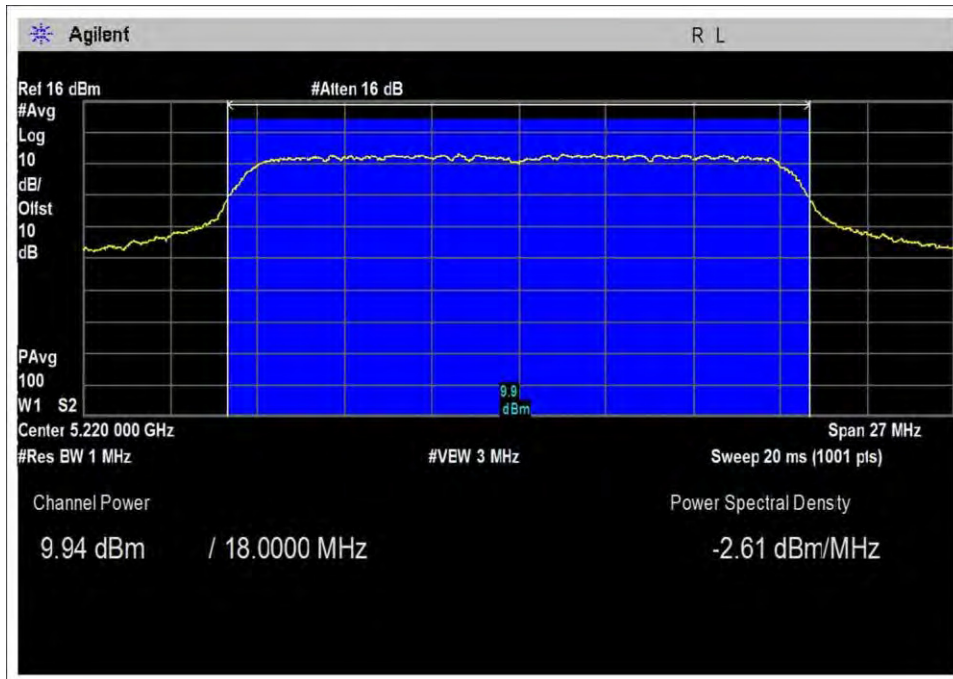 Agilent R L
Ref 16 dBm #Atten 16 dB
#Avg
Log
10
dB/
Offst
10
dB
PAvg
100
W1 S2
9.9
dBm
Center 5.220 000 GHz Span 27 MHz
#Res BW 1 MHz #VBW 3 MHz Sweep 20 ms (1001 pts)
Channel Power Power Spectral Density
9.94 dBm / 18.0000 MHz -2.61 dBm/MHz